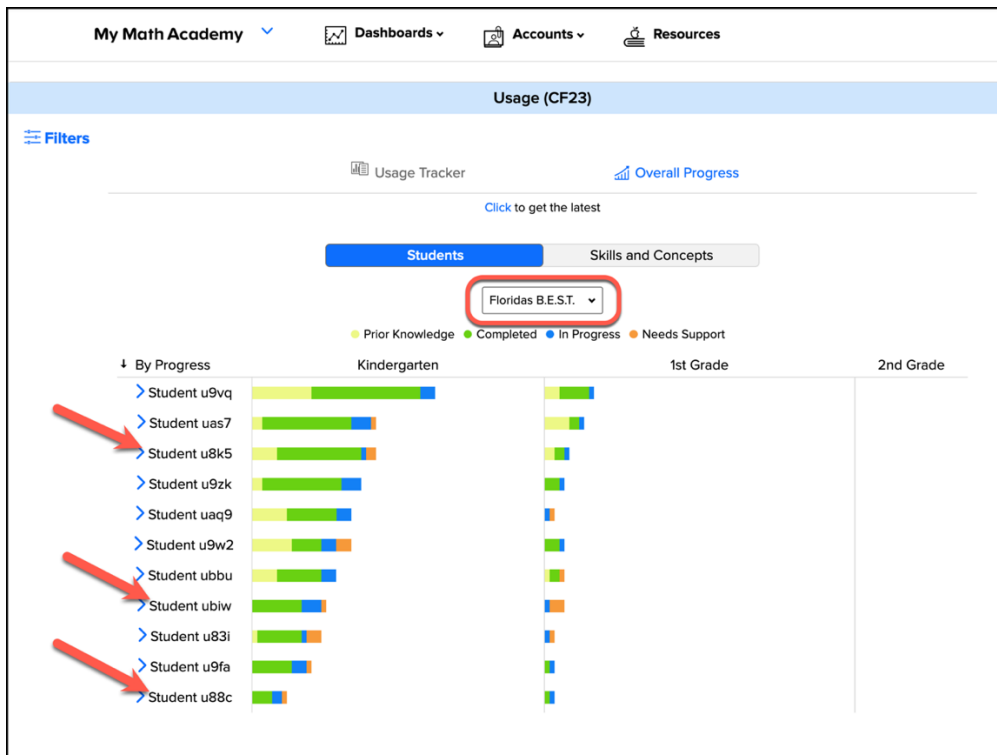 My Math Academy Dashboards Accounts Resources
Usage (CF23)
Filters
Usage Tracker Overall Progress
Click to get the latest
Students Skills and Concepts
Floridas B.E.S.T.
Prior Knowledge Completed In Progress Needs Support
By Progress Kindergarten 1st Grade 2nd Grade
Student u9vq
Student uas7
Student u8k5
Student u9zk
Student uaq9
Student u9w2
Student ubbu
Student ubiw
Student u83i
Student u9fa
Student u88c